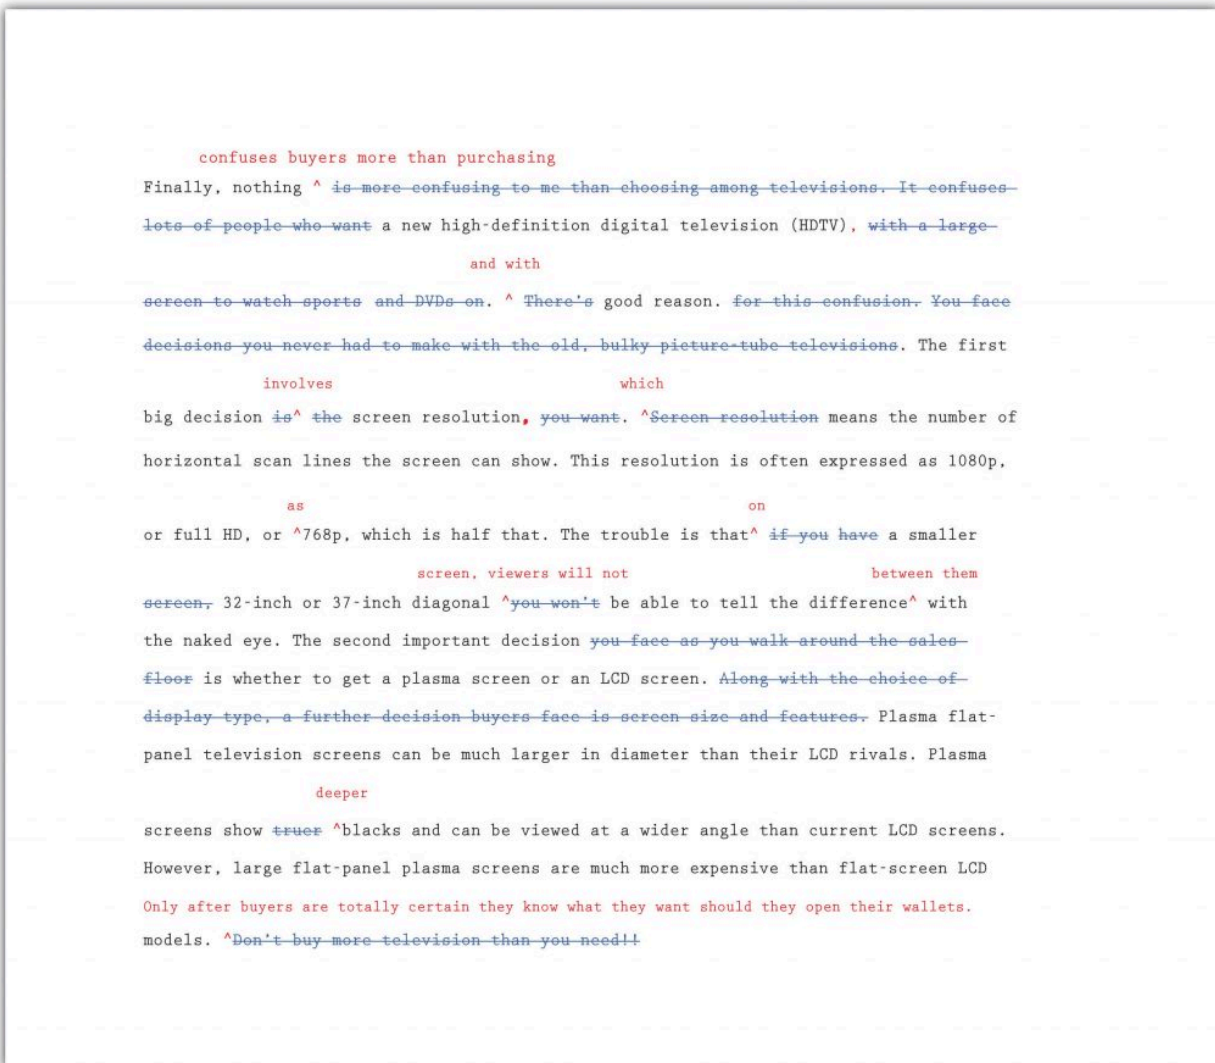 confuses buyers more than purchasing
Finally, nothing ^ is more confusing to me than choosing among televisions. It confuses
lots of people who want a new high-definition digital television (HDTV), with a large
and with
screen to watch sports and DVDs on. ^ There's good reason. for this confusion. You face
decisions you never had to make with the old, bulky picture-tube televisions. The first
involves which
big decision is^ the screen resolution, you want. ^Screen resolution means the number of
horizontal scan lines the screen can show. This resolution is often expressed as 1080p,
as on
or full HD, or ^768p, which is half that. The trouble is that^ if you have a smaller
screen, viewers will not between them
screen, 32-inch or 37-inch diagonal ^you won't be able to tell the difference^ with
the naked eye. The second important decision you face as you walk around the sales
floor is whether to get a plasma screen or an LCD screen. Along with the choice of
display type, a further decision buyers face is screen size and features. Plasma flat-
panel television screens can be much larger in diameter than their LCD rivals. Plasma
deeper
screens show truer ^blacks and can be viewed at a wider angle than current LCD screens.
However, large flat-panel plasma screens are much more expensive than flat-screen LCD
Only after buyers are totally certain they know what they want should they open their wallets.
models. ^Don't buy more television than you need!!